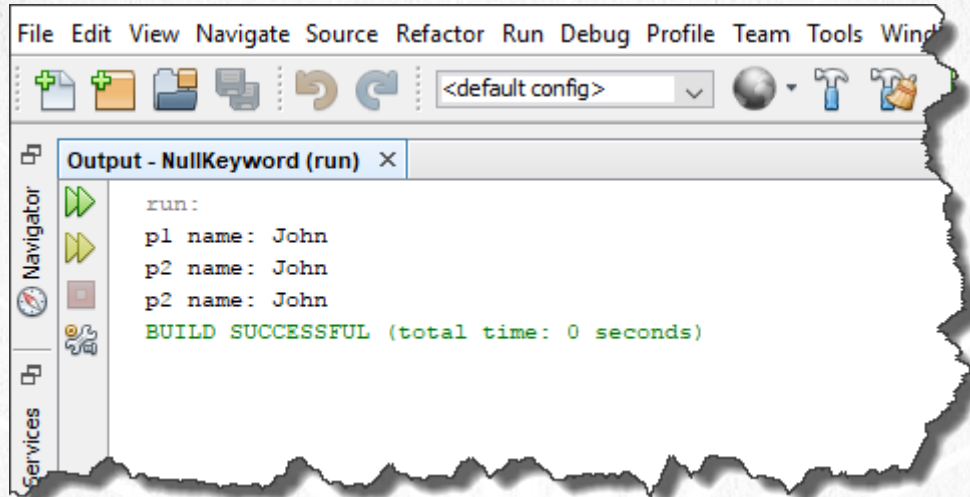 File Edit View Navigate Source Refactor Run Debug Profile Team Tools
<default config>
Output - NullKeyword (run)
Navigator
Services
run:
p1 name: John
p2 name: John
p2 name: John
BUILD SUCCESSFUL (total time: 0 seconds)